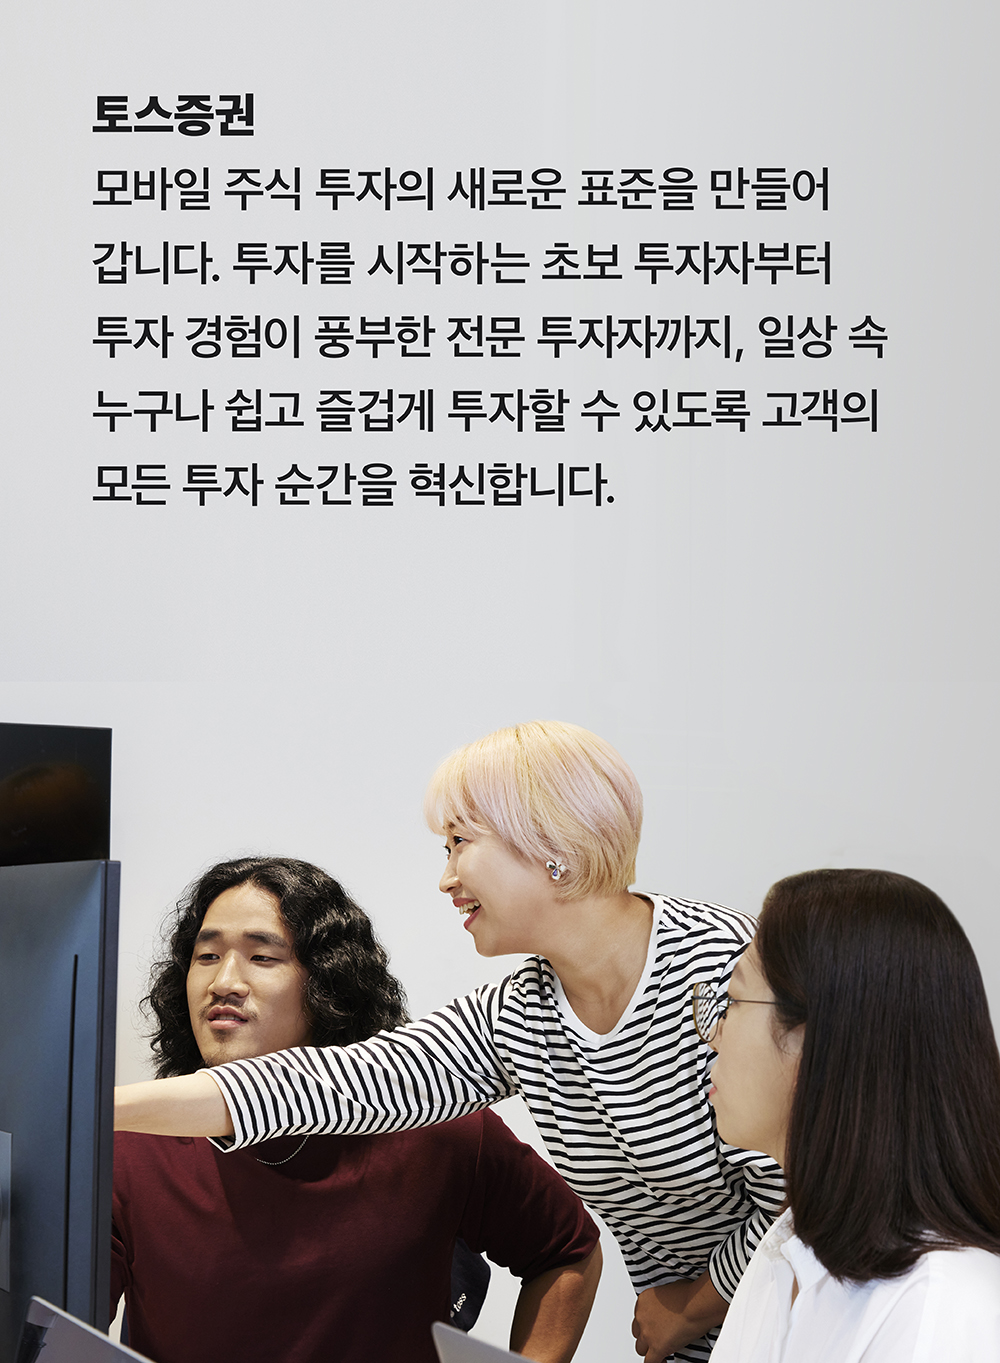 토스증권
모바일 주식 투자의 새로운 표준을 만들어
갑니다. 투자를 시작하는 초보 투자자부터
투자 경험이 풍부한 전문 투자자까지, 일상 속
누구나 쉽고 즐겁게 투자할 수 있도록 고객의
모든 투자 순간을 혁신합니다.
toss